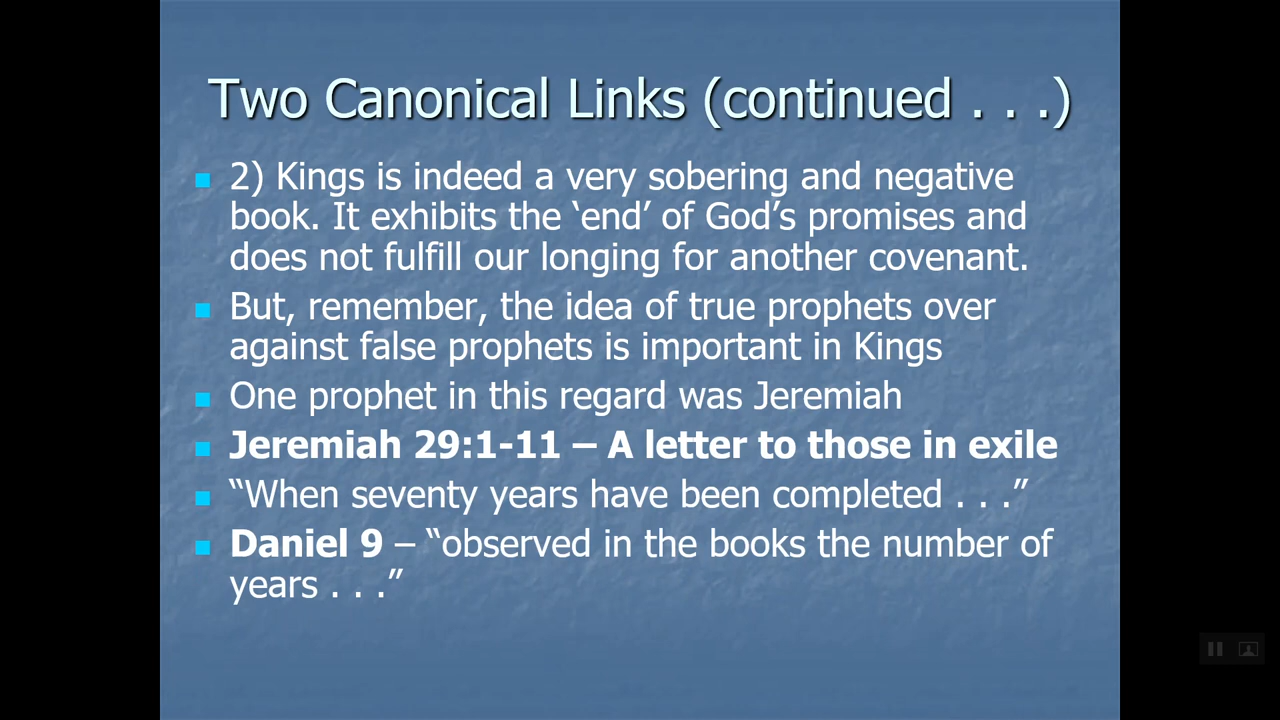 Two Canonical Links (continued . . .)
2) Kings is indeed a very sobering and negative
book. It exhibits the ‘end’ of God’s promises and
does not fulfill our longing for another covenant.
But, remember, the idea of true prophets over
against false prophets is important in Kings
One prophet in this regard was Jeremiah
Jeremiah 29:1-11 – A letter to those in exile
“When seventy years have been completed . . .”
Daniel 9 – “observed in the books the number of
years . . .”